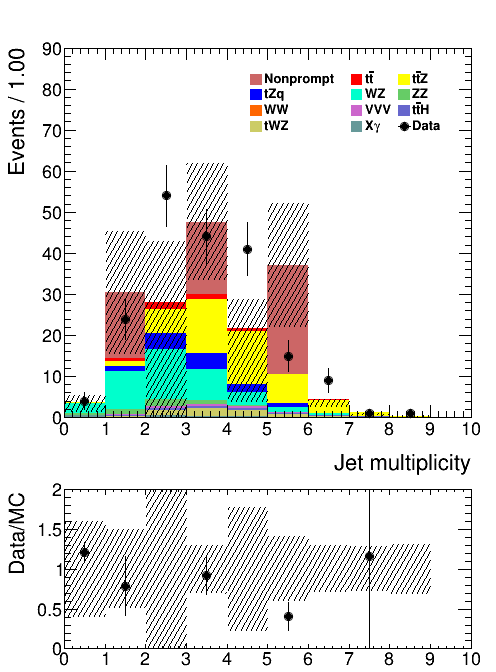 Events / 1.00
90
80
70
60
50
40
30
20
10
0
Nonprompt tt̄ tt̄Z
tZq WZ ZZ
WW VVV tt̄H
tWZ Xγ Data
0 1 2 3 4 5 6 7 8 9 10
Jet multiplicity
Data/MC
2
1.5
1
0.5
0
0 1 2 3 4 5 6 7 8 9 10